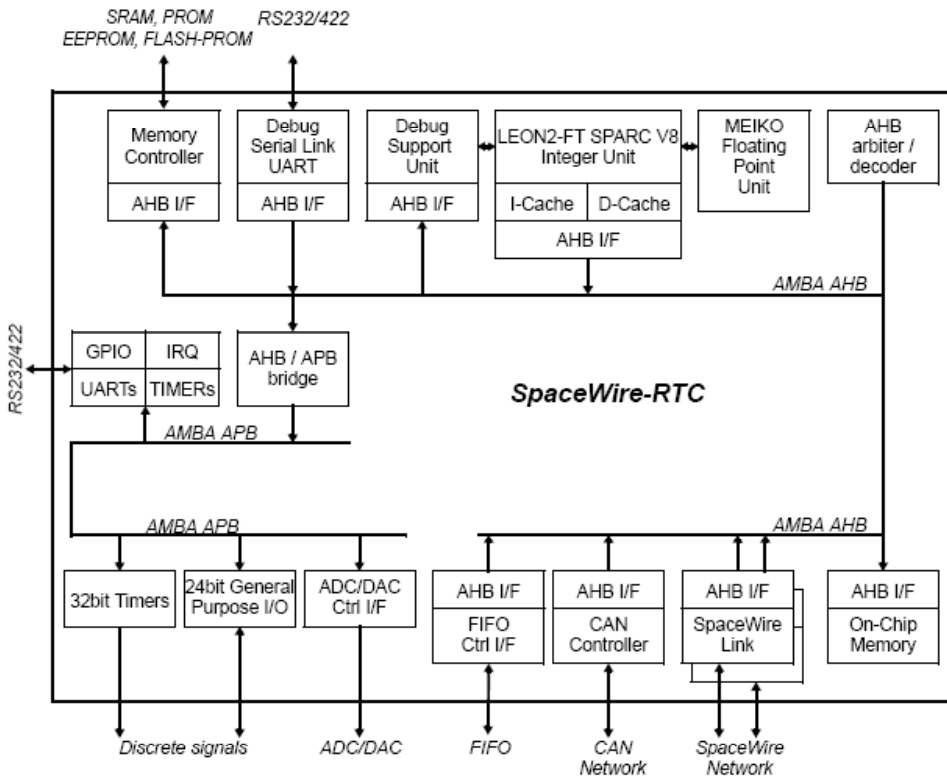 SRAM, PROM
EEPROM, FLASH-PROM
RS232/422
Memory
Controller
AHB I/F
Debug
Serial Link
UART
AHB I/F
Debug
Support
Unit
AHB I/F
LEON2-FT SPARC V8
Integer Unit
I-Cache
D-Cache
AHB I/F
MEIKO
Floating
Point
Unit
AHB
arbiter /
decoder
AMBA AHB
RS232/422
GPIO
IRQ
UARTs
TIMERs
AHB / APB
bridge
SpaceWire-RTC
AMBA APB
AMBA APB
AMBA AHB
32bit Timers
24bit General
Purpose I/O
ADC/DAC
Ctrl I/F
AHB I/F
FIFO
Ctrl I/F
AHB I/F
CAN
Controller
AHB I/F
SpaceWire
Link
AHB I/F
On-Chip
Memory
Discrete signals
ADC/DAC
FIFO
CAN
Network
SpaceWire
Network